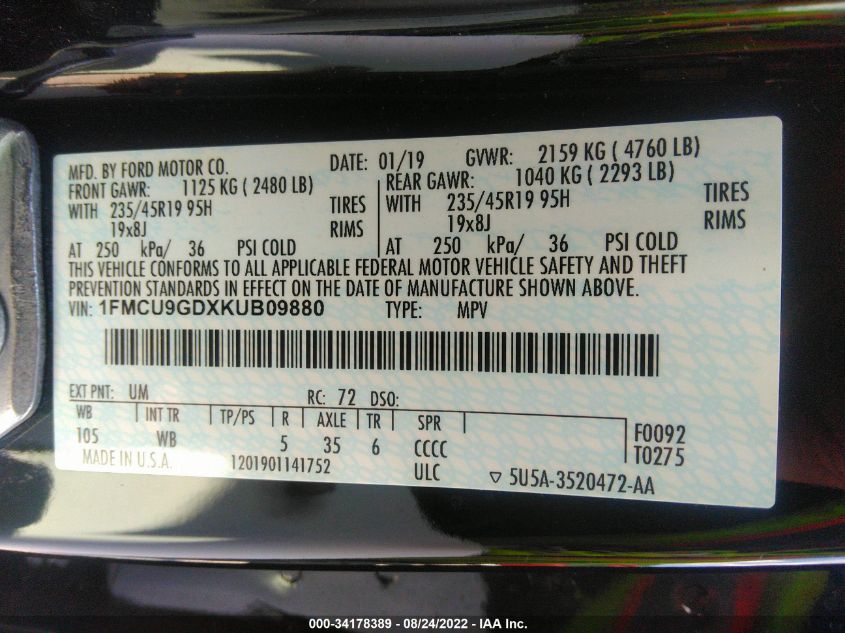 MFD. BY FORD MOTOR CO. DATE: 01/19 GVWR: 2159 KG ( 4760 LB)
FRONT GAWR: 1125 KG ( 2480 LB) REAR GAWR: 1040 KG ( 2293 LB)
WITH 235/45R19 95H TIRES WITH 235/45R19 95H TIRES
19x8J RIMS 19x8J RIMS
AT 250 kPa/ 36 PSI COLD AT 250 kPa/ 36 PSI COLD
THIS VEHICLE CONFORMS TO ALL APPLICABLE FEDERAL MOTOR VEHICLE SAFETY AND THEFT
PREVENTION STANDARDS IN EFFECT ON THE DATE OF MANUFACTURE SHOWN ABOVE.
VIN: 1FMCU9GDXKUB09880 TYPE: MPV
EXT PNT: UM RC: 72 DSO:
WB INT TR TP/PS R AXLE TR SPR
105 WB 5 35 6 CCCC F0092
MADE IN U.S.A. 1201901141752 ULC T0275
▽ 5U5A-3520472-AA
000-34178389 - 08/24/2022 - IAA Inc.